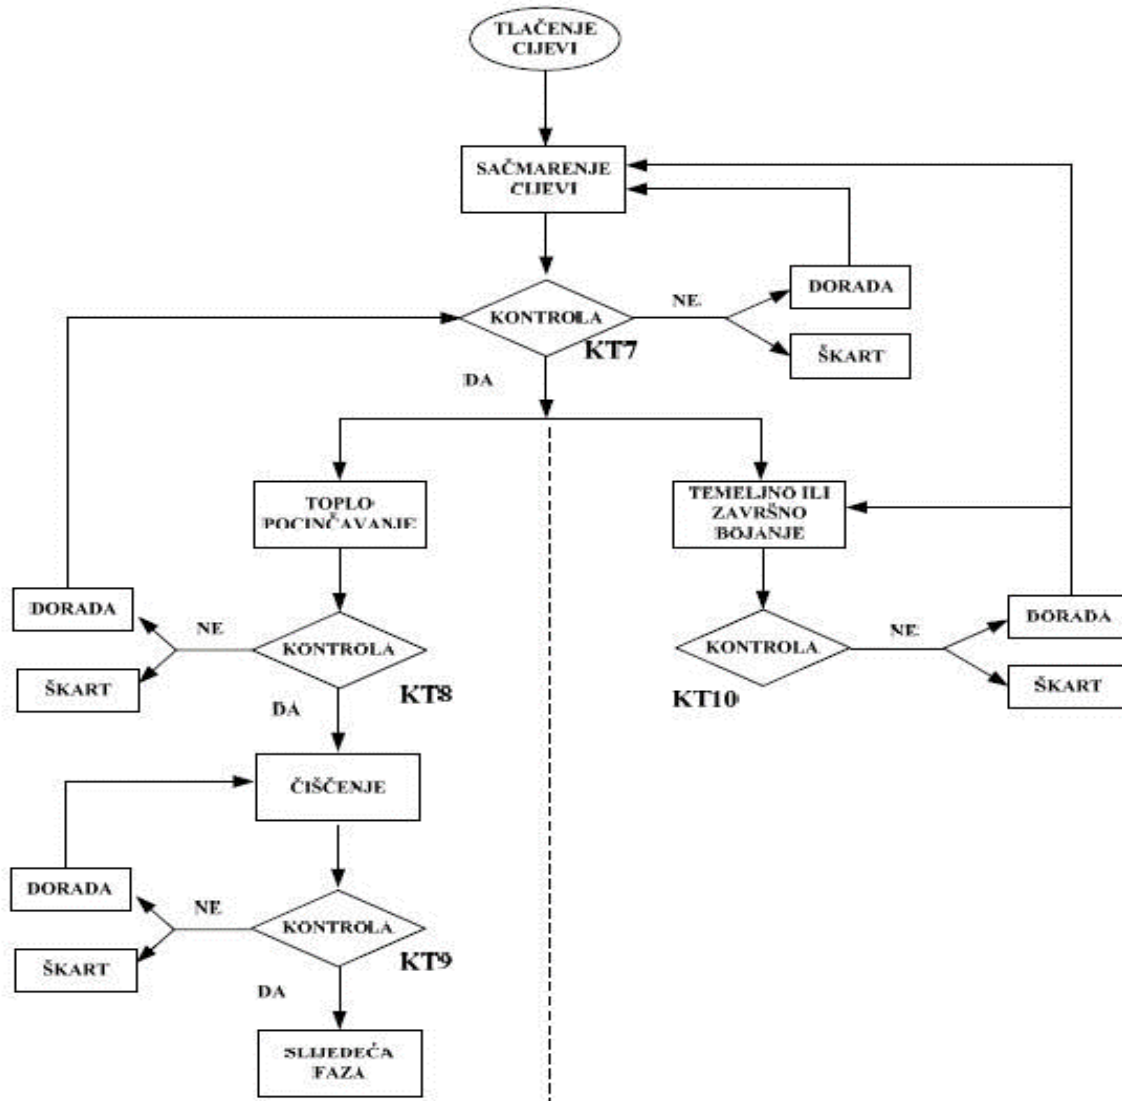 TLAČENJE
CIJEVI
SAČMARENJE
CIJEVI
KONTROLA
KT7
NE
DORADA
ŠKART
DA
TOPLO
POCINČAVANJE
TEMELJNO ILI
ZAVRŠNO
BOJANJE
DORADA
NE
ŠKART
KONTROLA
KT8
KONTROLA
KT10
NE
DORADA
ŠKART
DA
ČIŠČENJE
DORADA
NE
ŠKART
KONTROLA
KT9
DA
SLIJEDEĆA
FAZA